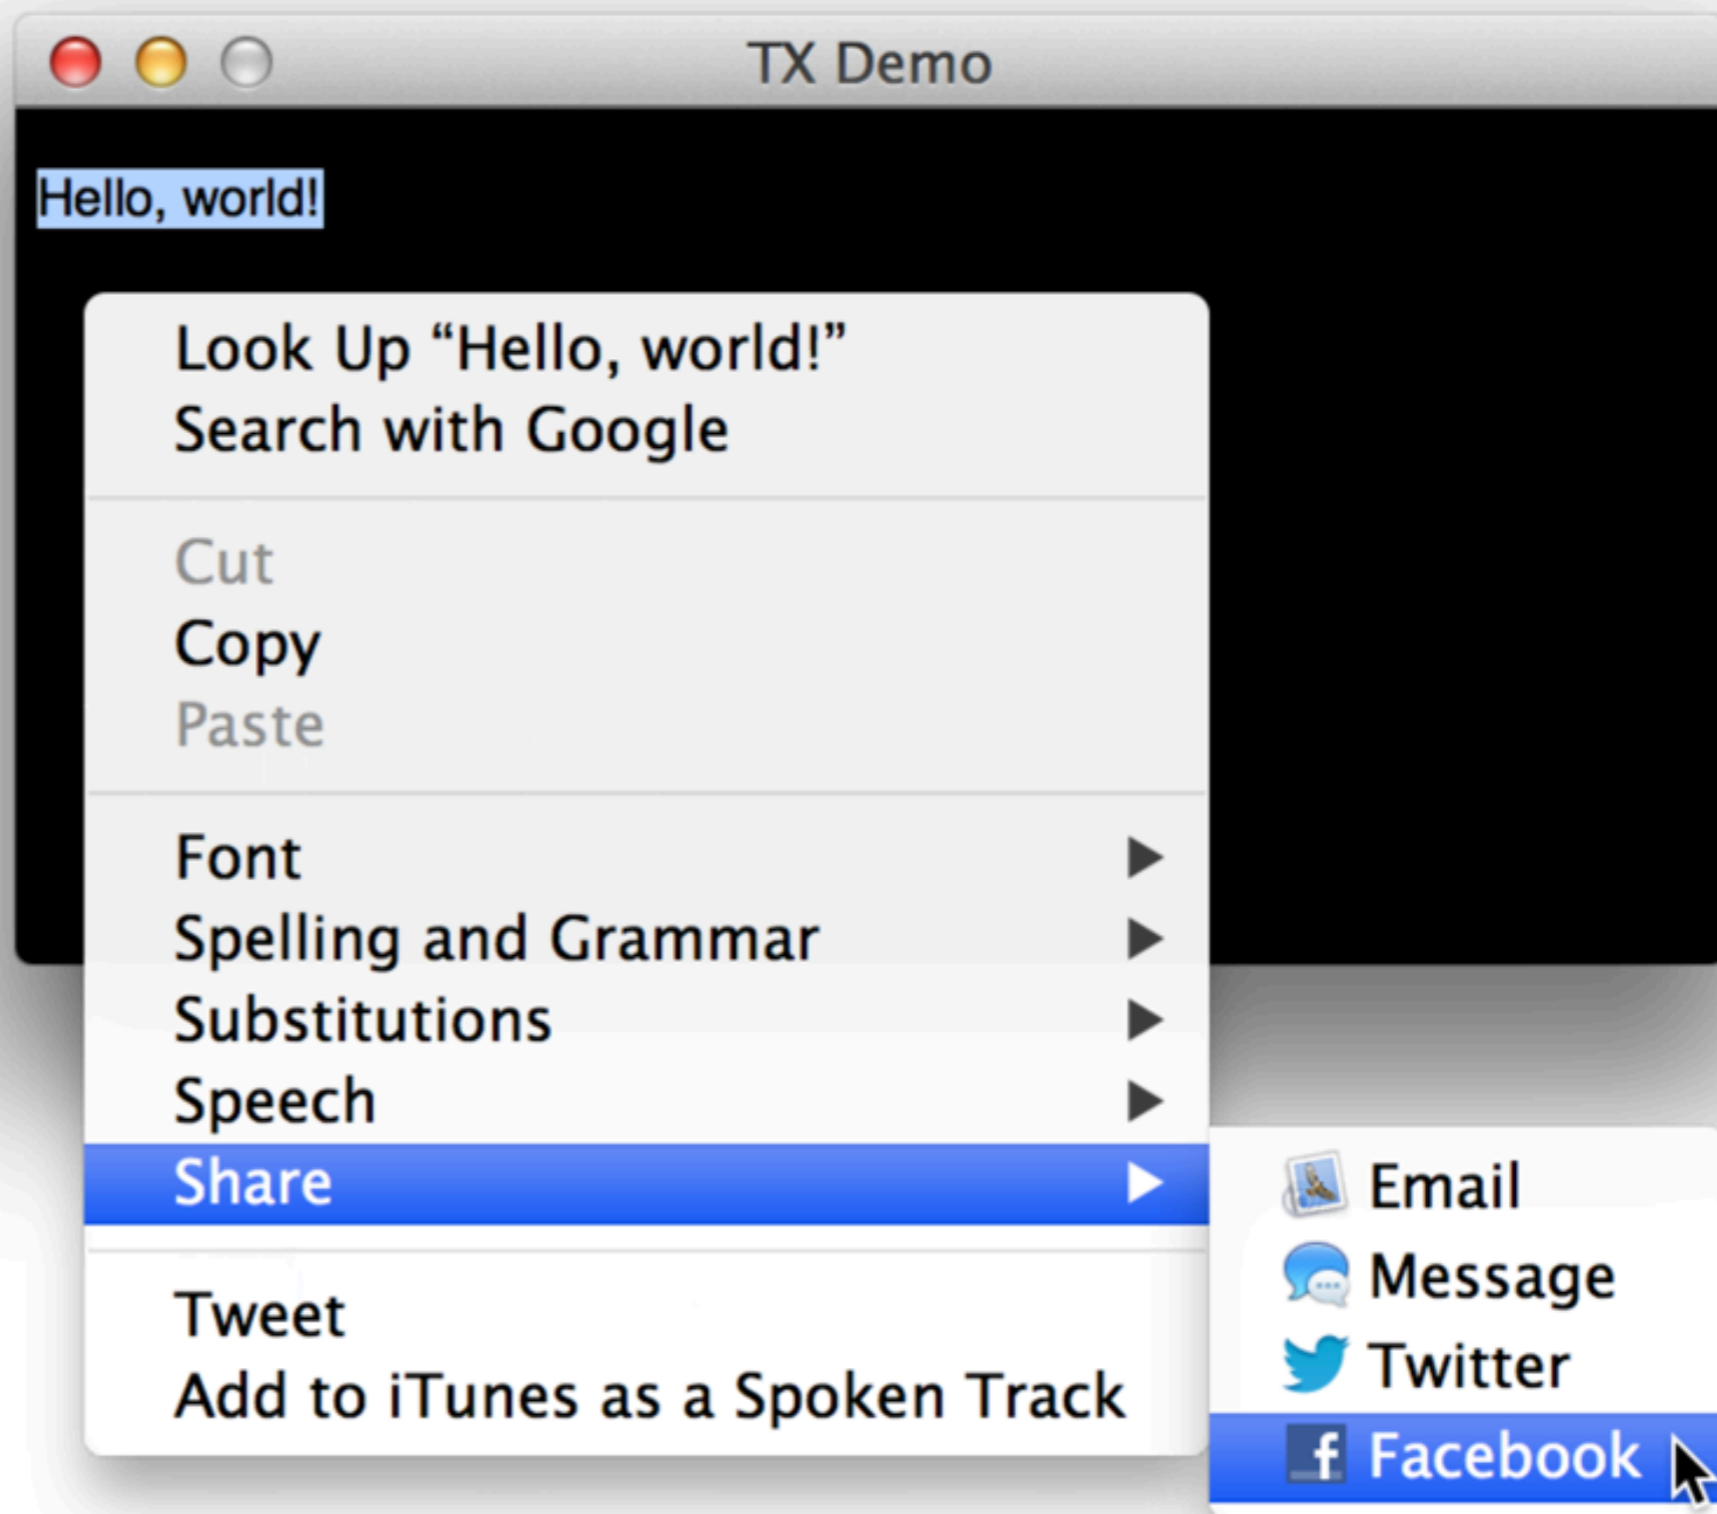 TX Demo
Hello, world!
Look Up “Hello, world!”
Search with Google
Cut
Copy
Paste
Font
Spelling and Grammar
Substitutions
Speech
Share
Email
Message
Twitter
Facebook
Tweet
Add to iTunes as a Spoken Track